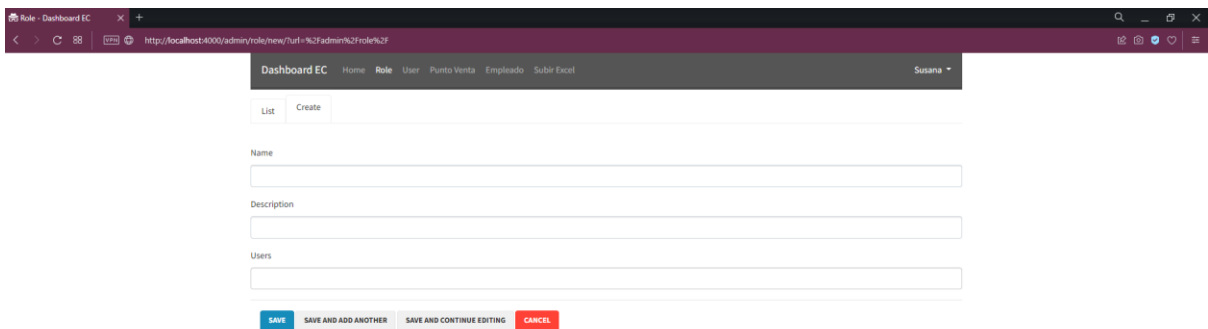 Role - Dashboard EC
VPN http://localhost:4000/admin/role/new/?url=%2Fadmin%2Frole%2F
Dashboard EC Home Role User Punto Venta Empleado Subir Excel Susana
List Create
Name
Description
Users
SAVE SAVE AND ADD ANOTHER SAVE AND CONTINUE EDITING CANCEL